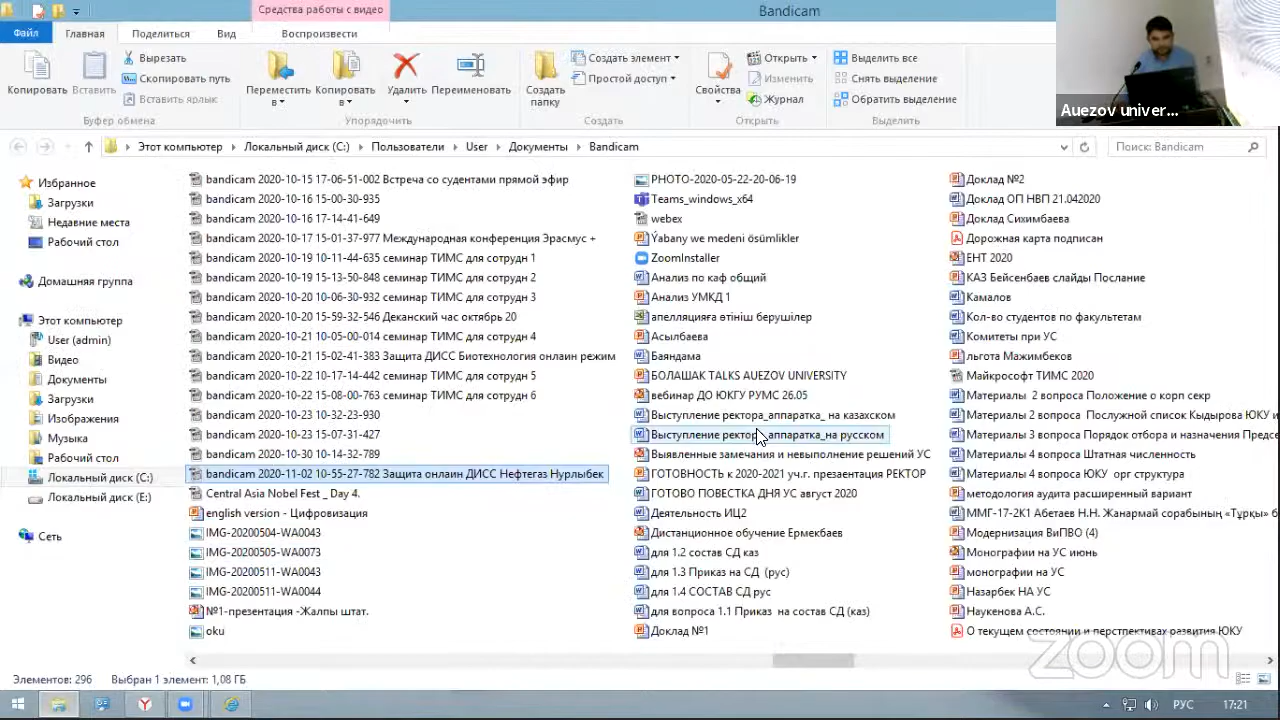 Средства работы с видео
Bandicam
Файл
Главная
Поделиться
Вид
Воспроизвести
Копировать
Вставить
Вырезать
Скопировать путь
Вставить ярлык
Буфер обмена
Переместить в
Копировать в
Удалить
Переименовать
Упорядочить
Создать папку
Создать элемент
Простой доступ
Создать
Свойства
Открыть
Изменить
Журнал
Открыть
Выделить все
Снять выделение
Обратить выделение
Выделить
Auezov univer...
Этот компьютер
Локальный диск (C:)
Пользователи
User
Документы
Bandicam
Поиск: Bandicam
Избранное
Загрузки
Недавние места
Рабочий стол
Домашняя группа
Этот компьютер
User (admin)
Видео
Документы
Загрузки
Изображения
Музыка
Рабочий стол
Локальный диск (C:)
Локальный диск (E:)
Сеть
bandicam 2020-10-15 17-06-51-002 Встреча со судентами прямой эфир
bandicam 2020-10-16 15-00-30-935
bandicam 2020-10-16 17-14-41-649
bandicam 2020-10-17 15-01-37-977 Международная конференция Эрасмус +
bandicam 2020-10-19 10-11-44-635 семинар ТИМС для сотрудн 1
bandicam 2020-10-19 15-13-50-848 семинар ТИМС для сотрудн 2
bandicam 2020-10-20 10-06-30-932 семинар ТИМС для сотрудн 3
bandicam 2020-10-20 15-59-32-546 Деканский час октябрь 20
bandicam 2020-10-21 10-05-00-014 семинар ТИМС для сотрудн 4
bandicam 2020-10-21 15-02-41-383 Защита ДИСС Биотехнология онлаин режим
bandicam 2020-10-22 10-17-14-442 семинар ТИМС для сотрудн 5
bandicam 2020-10-22 15-08-00-763 семинар ТИМС для сотрудн 6
bandicam 2020-10-23 10-32-23-930
bandicam 2020-10-23 15-07-31-427
bandicam 2020-10-30 10-14-32-789
bandicam 2020-11-02 10-55-27-782 Защита онлаин ДИСС Нефтегаз Нурлыбек
Central Asia Nobel Fest _ Day 4.
english version - Цифровизация
IMG-20200504-WA0043
IMG-20200505-WA0073
IMG-20200511-WA0043
IMG-20200511-WA0044
№1-презентация -Жалпы штат.
oku
PHOTO-2020-05-22-20-06-19
Teams_windows_x64
webex
Ýabany we medeni ösümlikler
ZoomInstaller
Анализ по каф общий
Анализ УМКД 1
апелляцияға өтініш берушілер
Асылбаева
Баяндама
БОЛАШАК TALKS AUEZOV UNIVERSITY
вебинар ДО ЮКГУ РУМС 26.05
Выступление ректора_аппаратка_ на казахском
Выступление ректора_аппаратка_на русском
Выявленные замечания и невыполнение решений УС
ГОТОВНОСТЬ к 2020-2021 уч.г. презентация РЕКТОР
ГОТОВО ПОВЕСТКА ДНЯ УС август 2020
Деятельность ИЦ2
Дистанционное обучение Ермекбаев
для 1.2 состав СД каз
для 1.3 Приказ на СД  (рус)
для 1.4 СОСТАВ СД рус
для вопроса 1.1 Приказ  на состав СД (каз)
Доклад №1
Доклад №2
Доклад ОП НВП 21.042020
Доклад Сихимбаева
Дорожная карта подписан
ЕНТ 2020
КАЗ Бейсенбаев слайды Послание
Камалов
Кол-во студентов по факультетам
Комитеты при УС
льгота Мажимбеков
Майкрософт ТИМС 2020
Материалы  2 вопроса Положение о корп секр
Материалы 2 вопроса  Послужной список Кыдырова ЮКУ и
Материалы 3 вопроса Порядок отбора и назначения Предсе
Материалы 4 вопроса Штатная численность
Материалы 4 вопроса ЮКУ  орг структура
методология аудита расширенный вариант
ММГ-17-2К1 Абетаев Н.Н. Жанармай сорабының «Тұрқы» б
Модернизация ВиПВО (4)
Монографии на УС июнь
монографии на УС
Назарбек НА УС
Наукенова А.С.
О текущем состоянии и перспективах развития ЮКУ
zoom
Элементов: 296
Выбран 1 элемент: 1,08 ГБ
РУС
17:21